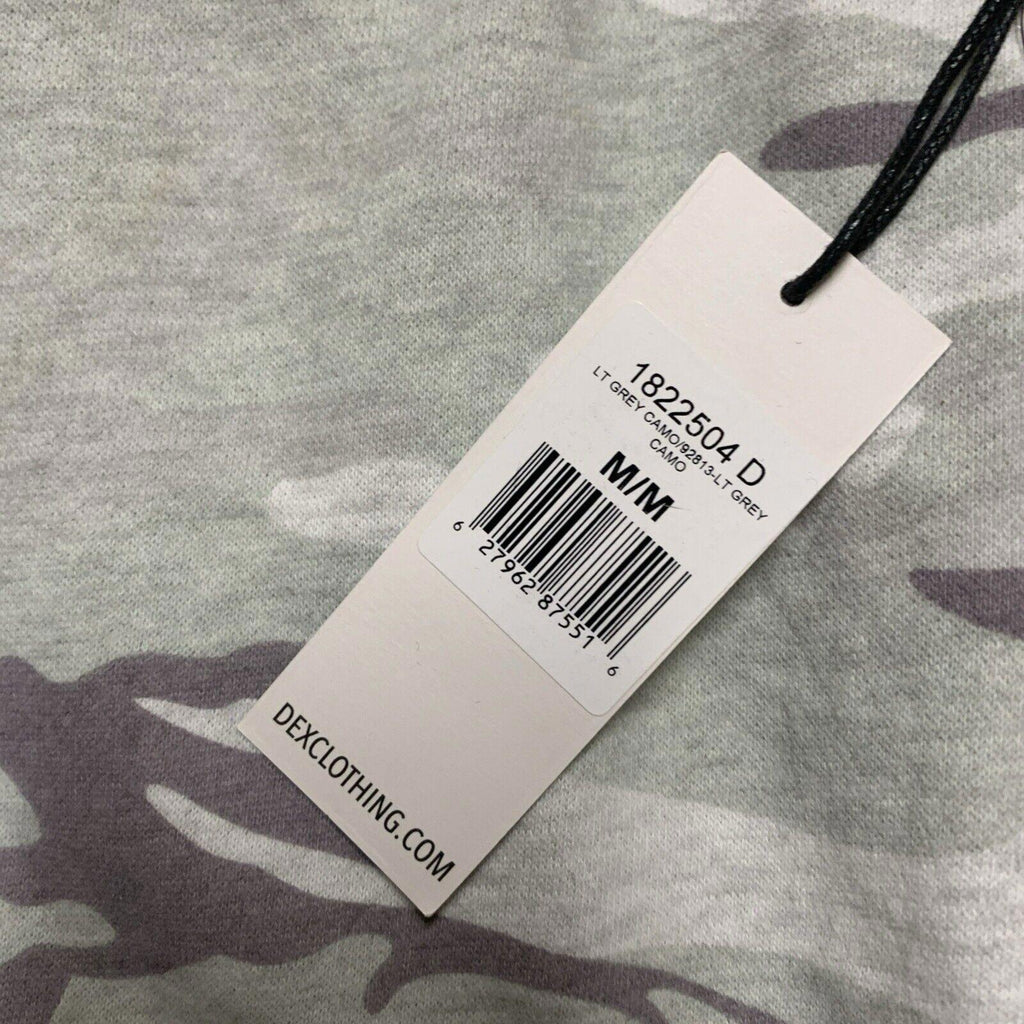 1822504 D
LT GREY CAMO/92813-LT GREY
CAMO
M/M
6 27962 87551 6
DEXCLOTHING.COM